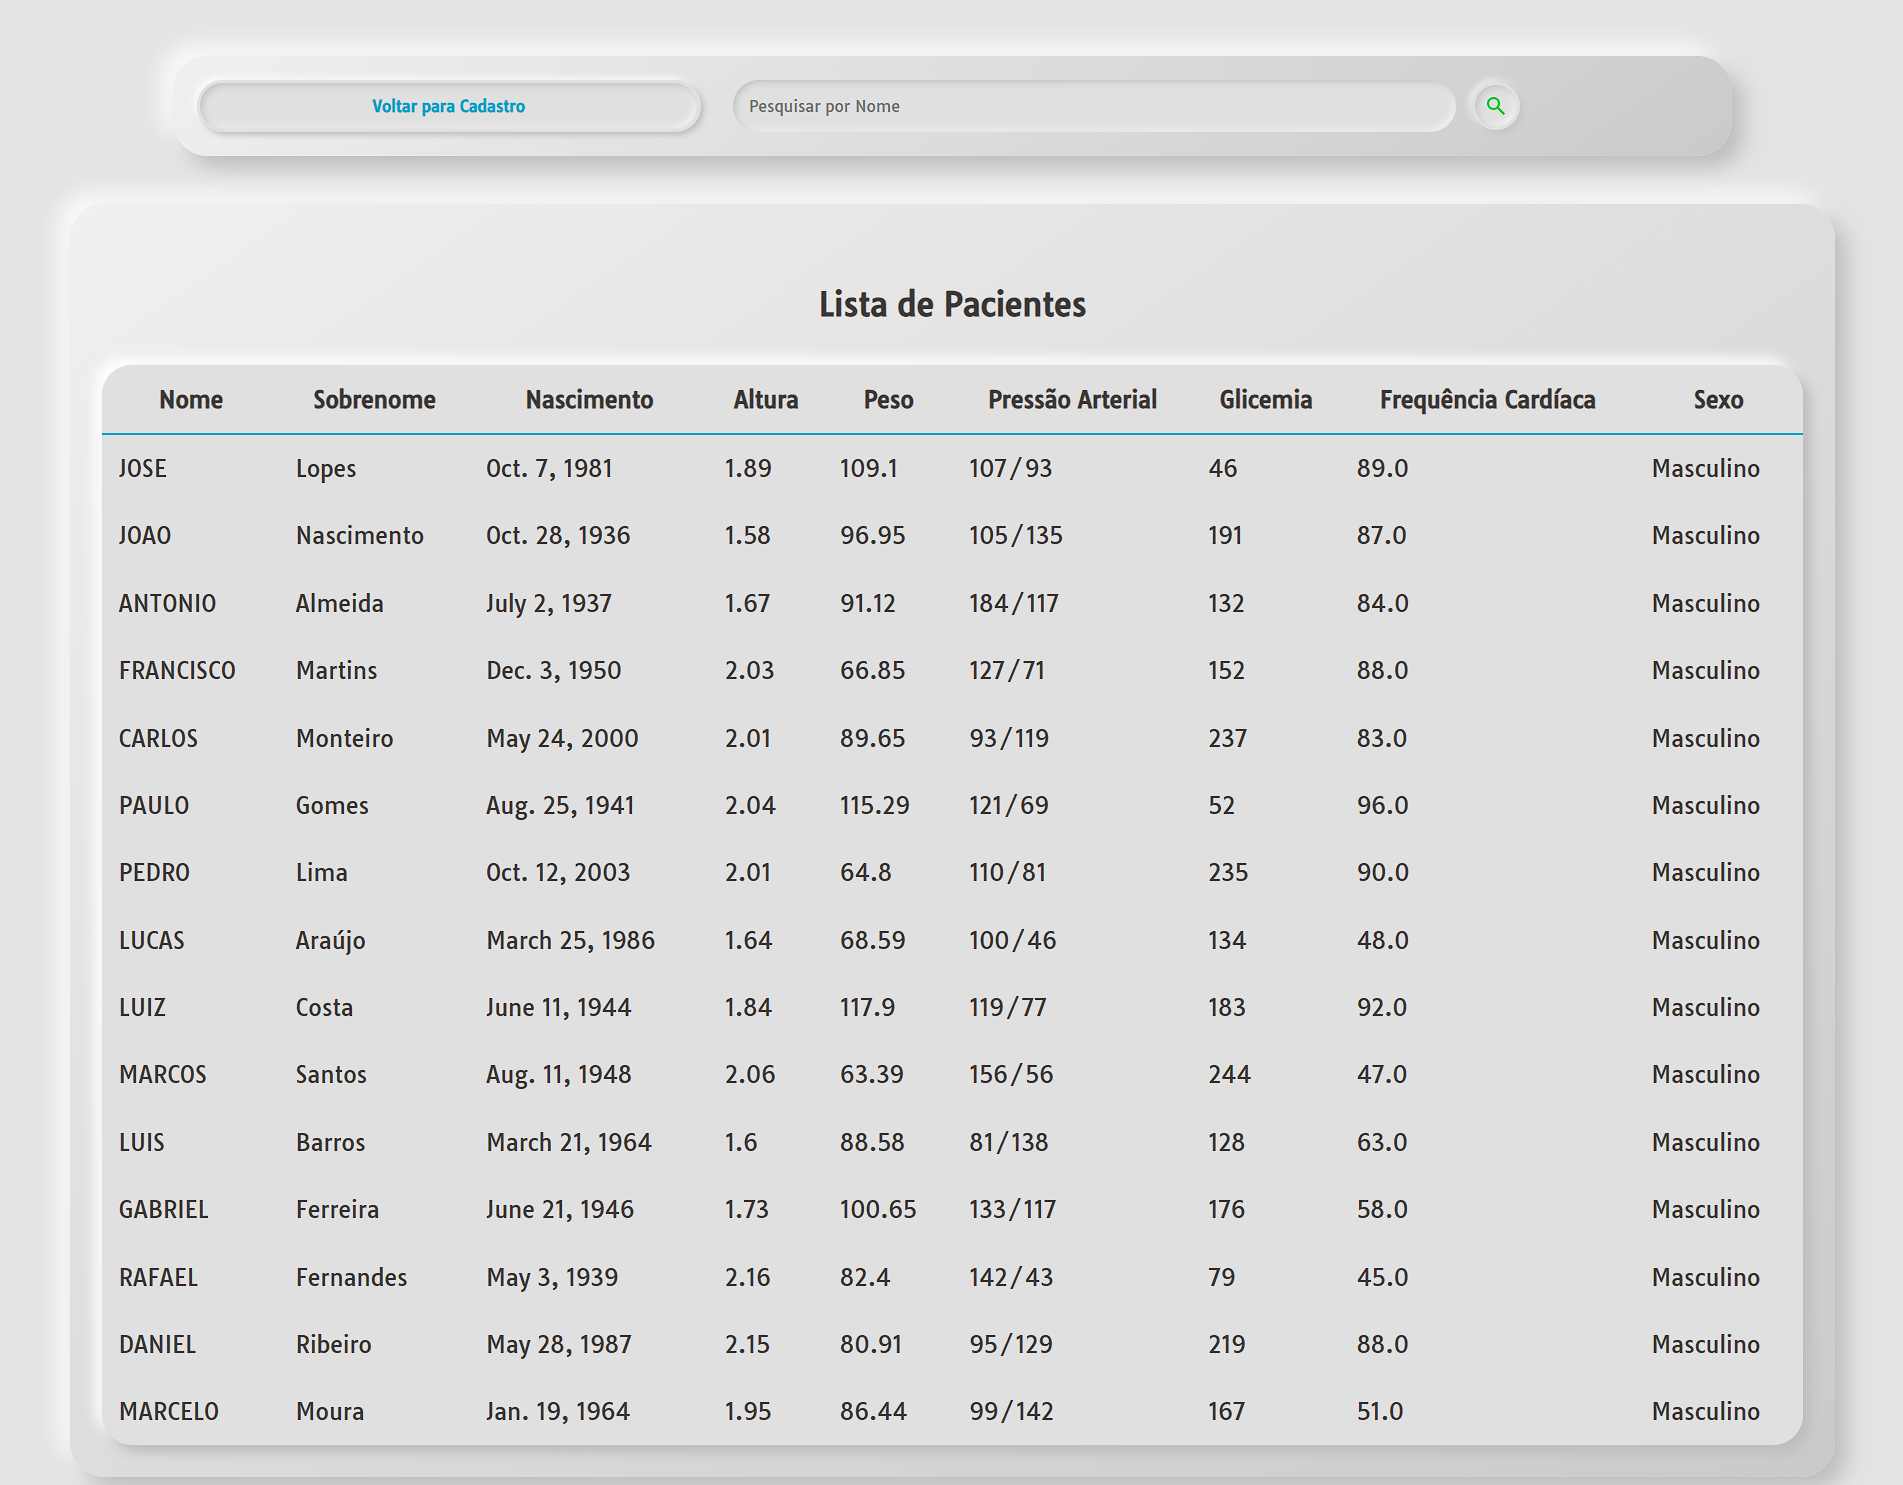 Voltar para Cadastro Pesquisar por Nome
Lista de Pacientes
Nome Sobrenome Nascimento Altura Peso Pressão Arterial Glicemia Frequência Cardíaca Sexo
JOSE Lopes Oct. 7, 1981 1.89 109.1 107/93 46 89.0 Masculino
JOAO Nascimento Oct. 28, 1936 1.58 96.95 105/135 191 87.0 Masculino
ANTONIO Almeida July 2, 1937 1.67 91.12 184/117 132 84.0 Masculino
FRANCISCO Martins Dec. 3, 1950 2.03 66.85 127/71 152 88.0 Masculino
CARLOS Monteiro May 24, 2000 2.01 89.65 93/119 237 83.0 Masculino
PAULO Gomes Aug. 25, 1941 2.04 115.29 121/69 52 96.0 Masculino
PEDRO Lima Oct. 12, 2003 2.01 64.8 110/81 235 90.0 Masculino
LUCAS Araújo March 25, 1986 1.64 68.59 100/46 134 48.0 Masculino
LUIZ Costa June 11, 1944 1.84 117.9 119/77 183 92.0 Masculino
MARCOS Santos Aug. 11, 1948 2.06 63.39 156/56 244 47.0 Masculino
LUIS Barros March 21, 1964 1.6 88.58 81/138 128 63.0 Masculino
GABRIEL Ferreira June 21, 1946 1.73 100.65 133/117 176 58.0 Masculino
RAFAEL Fernandes May 3, 1939 2.16 82.4 142/43 79 45.0 Masculino
DANIEL Ribeiro May 28, 1987 2.15 80.91 95/129 219 88.0 Masculino
MARCELO Moura Jan. 19, 1964 1.95 86.44 99/142 167 51.0 Masculino